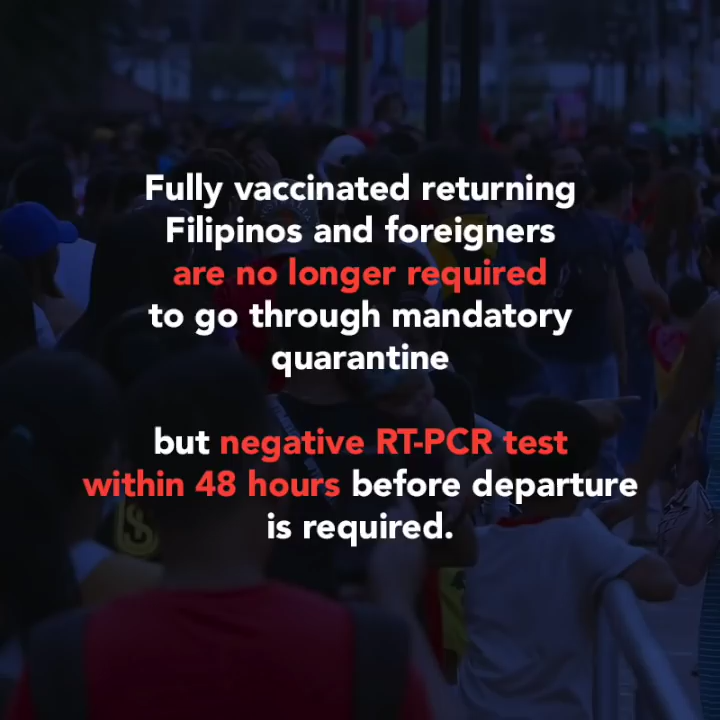 Fully vaccinated returning
Filipinos and foreigners
are no longer required
to go through mandatory
quarantine
but negative RT-PCR test
within 48 hours before departure
is required.